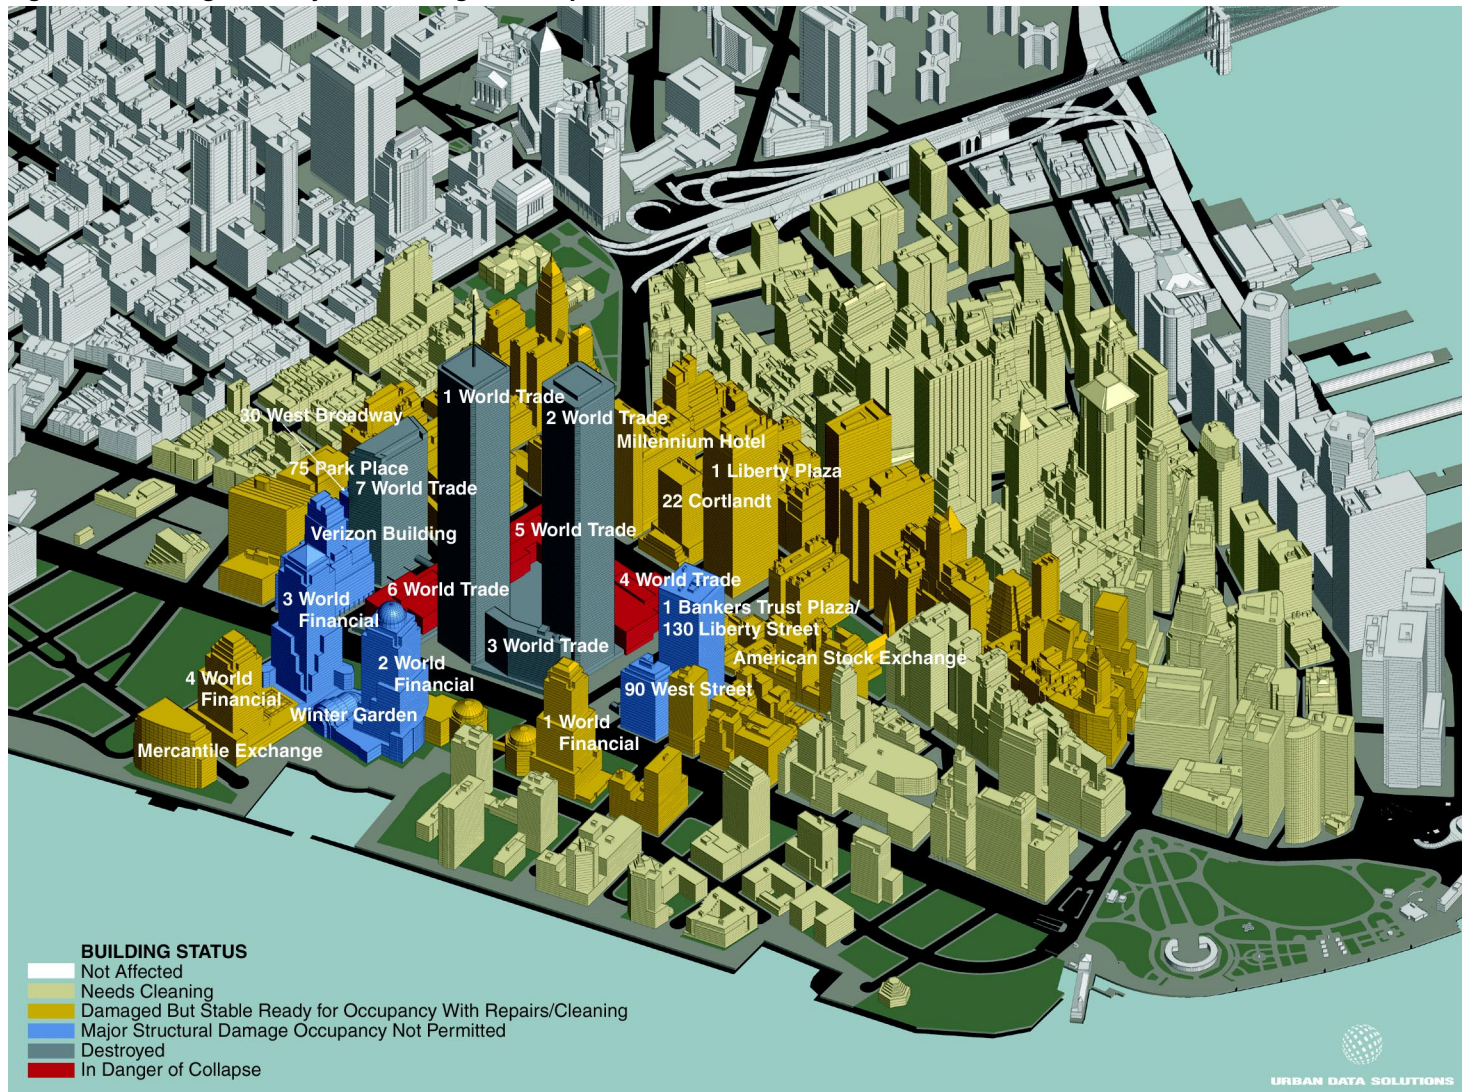 30 West Broadway
1 World Trade
2 World Trade
Millennium Hotel
75 Park Place
7 World Trade
1 Liberty Plaza
22 Cortlandt
Verizon Building
5 World Trade
6 World Trade
4 World Trade
3 World
Financial
1 Bankers Trust Plaza/
130 Liberty Street
3 World Trade
2 World
Financial
American Stock Exchange
4 World
Financial
90 West Street
Winter Garden
1 World
Financial
Mercantile Exchange
BUILDING STATUS
Not Affected
Needs Cleaning
Damaged But Stable Ready for Occupancy With Repairs/Cleaning
Major Structural Damage Occupancy Not Permitted
Destroyed
In Danger of Collapse
URBAN DATA SOLUTIONS